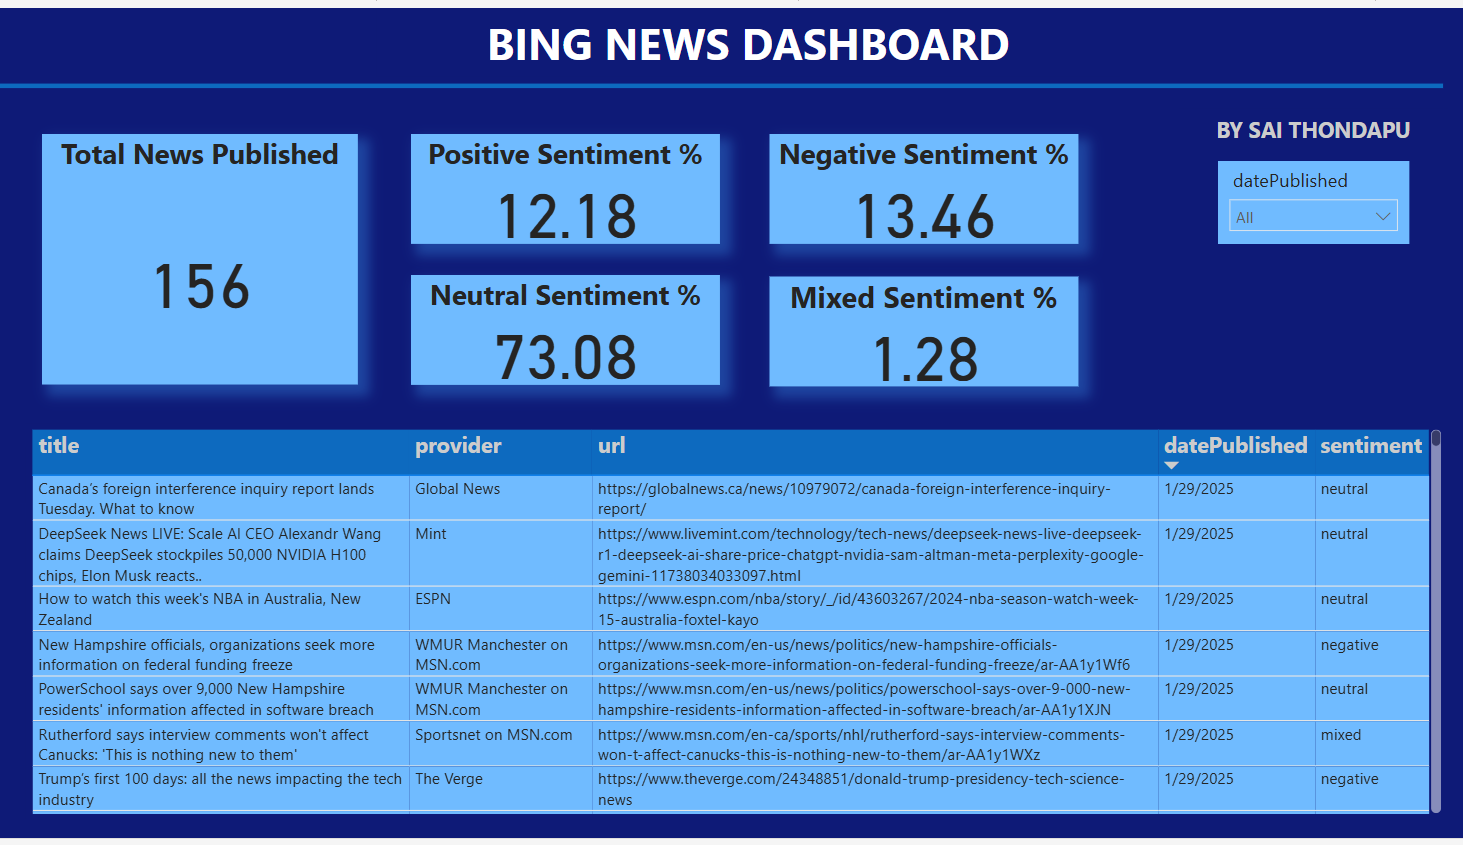 BING NEWS DASHBOARD
BY SAI THONDAPU
Total News Published
156
Positive Sentiment %
12.18
Negative Sentiment %
13.46
datePublished
All
Neutral Sentiment %
73.08
Mixed Sentiment %
1.28
title provider url datePublished sentiment
Canada's foreign interference inquiry report lands
Tuesday. What to know
Global News
https://globalnews.ca/news/10979072/canada-foreign-interference-inquiry-
report/
1/29/2025
neutral
DeepSeek News LIVE: Scale AI CEO Alexandr Wang
claims DeepSeek stockpiles 50,000 NVIDIA H100
chips, Elon Musk reacts..
Mint
https://www.livemint.com/technology/tech-news/deepseek-news-live-deepseek-
r1-deepseek-ai-share-price-chatgpt-nvidia-sam-altman-meta-perplexity-google-
gemini-11738034033097.html
1/29/2025
neutral
How to watch this week's NBA in Australia, New
Zealand
ESPN
https://www.espn.com/nba/story/_/id/43603267/2024-nba-season-watch-week-
15-australia-foxtel-kayo
1/29/2025
neutral
New Hampshire officials, organizations seek more
information on federal funding freeze
WMUR Manchester on
MSN.com
https://www.msn.com/en-us/news/politics/new-hampshire-officials-
organizations-seek-more-information-on-federal-funding-freeze/ar-AA1y1Wf6
1/29/2025
negative
PowerSchool says over 9,000 New Hampshire
residents' information affected in software breach
WMUR Manchester on
MSN.com
https://www.msn.com/en-us/news/politics/powerschool-says-over-9-000-new-
hampshire-residents-information-affected-in-software-breach/ar-AA1y1XJN
1/29/2025
neutral
Rutherford says interview comments won't affect
Canucks: 'This is nothing new to them'
Sportsnet on MSN.com
https://www.msn.com/en-ca/sports/nhl/rutherford-says-interview-comments-
won-t-affect-canucks-this-is-nothing-new-to-them/ar-AA1y1WXz
1/29/2025
mixed
Trump's first 100 days: all the news impacting the tech
industry
The Verge
https://www.theverge.com/24348851/donald-trump-presidency-tech-science-
news
1/29/2025
negative